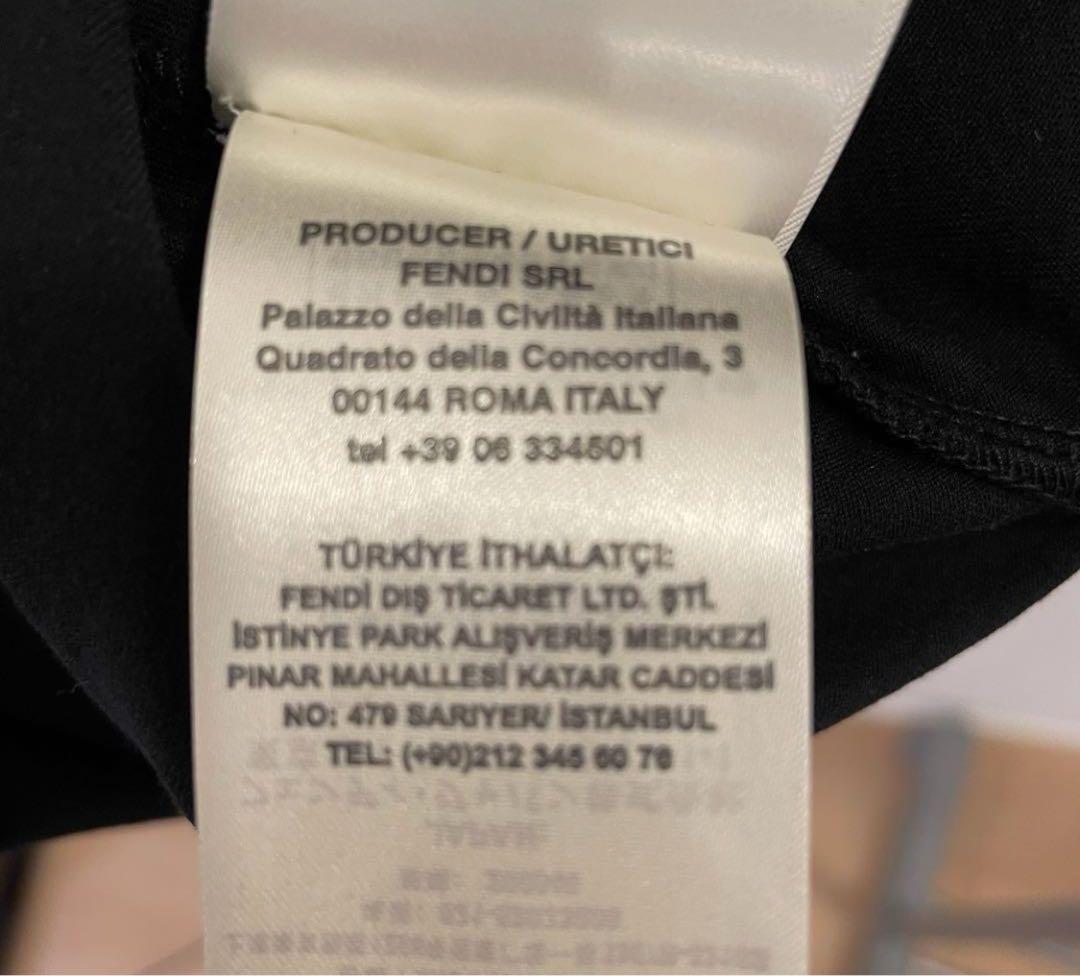 PRODUCER / URETICI
FENDI SRL
Palazzo della Civiltà Italiana
Quadrato della Concordia, 3
00144 ROMA ITALY
tel +39 06 334501
TÜRKİYE İTHALATÇI:
FENDİ DIŞ TİCARET LTD. ŞTİ.
İSTİNYE PARK ALIŞVERİŞ MERKEZİ
PINAR MAHALLESİ KATAR CADDESİ
NO: 479 SARIYER/ İSTANBUL
TEL: (+90)212 345 60 76